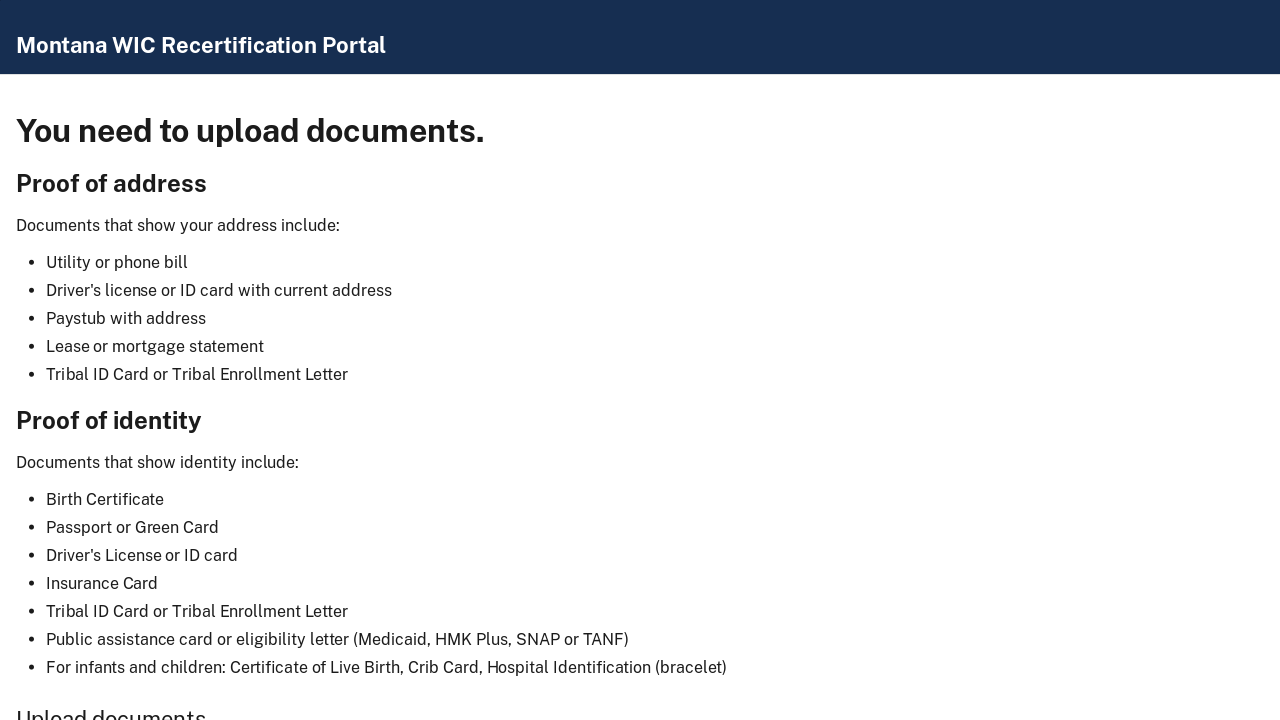 Montana WIC Recertification Portal
You need to upload documents.
Proof of address
Documents that show your address include:
• Utility or phone bill
• Driver's license or ID card with current address
• Paystub with address
• Lease or mortgage statement
• Tribal ID Card or Tribal Enrollment Letter
Proof of identity
Documents that show identity include:
• Birth Certificate
• Passport or Green Card
• Driver's License or ID card
• Insurance Card
• Tribal ID Card or Tribal Enrollment Letter
• Public assistance card or eligibility letter (Medicaid, HMK Plus, SNAP or TANF)
• For infants and children: Certificate of Live Birth, Crib Card, Hospital Identification (bracelet)
Upload documents